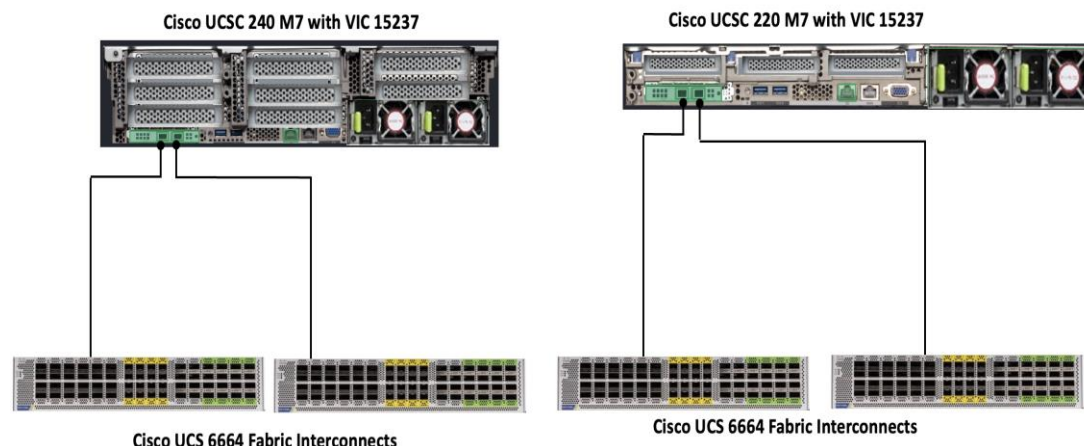 Cisco UCSC 240 M7 with VIC 15237
Cisco UCSC 220 M7 with VIC 15237
Cisco UCS 6664 Fabric Interconnects
Cisco UCS 6664 Fabric Interconnects